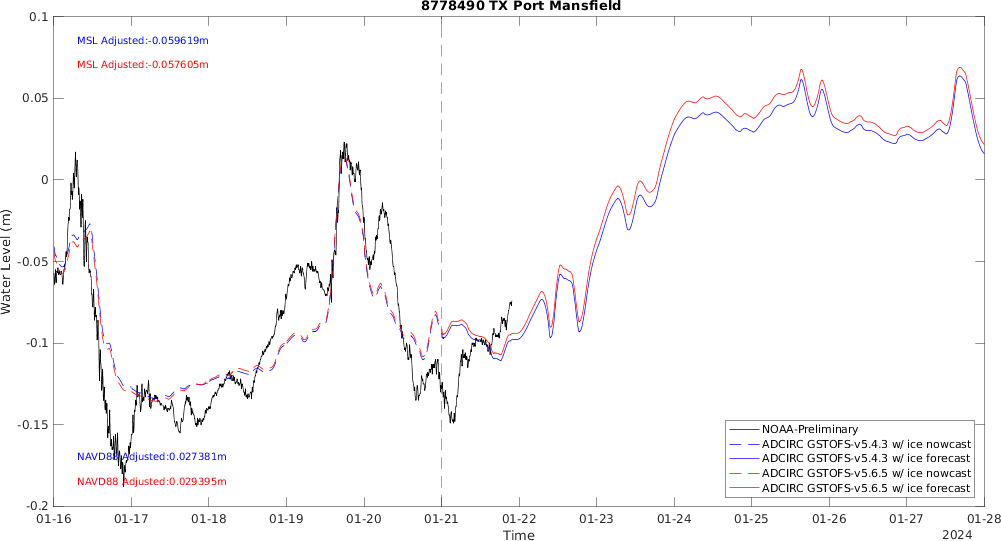 8778490 TX Port Mansfield
0.1
MSL Adjusted:-0.059619m
MSL Adjusted:-0.057605m
0.05
0
-0.05
-0.1
-0.15
-0.2
Water Level (m)
NAVD88 Adjusted:0.027381m
NAVD88 Adjusted:0.029395m
NOAA-Preliminary
ADCIRC GSTOFS-v5.4.3 w/ ice nowcast
ADCIRC GSTOFS-v5.4.3 w/ ice forecast
ADCIRC GSTOFS-v5.6.5 w/ ice nowcast
ADCIRC GSTOFS-v5.6.5 w/ ice forecast
01-16 01-17 01-18 01-19 01-20 01-21 01-22 01-23 01-24 01-25 01-26 01-27 01-28
Time
2024